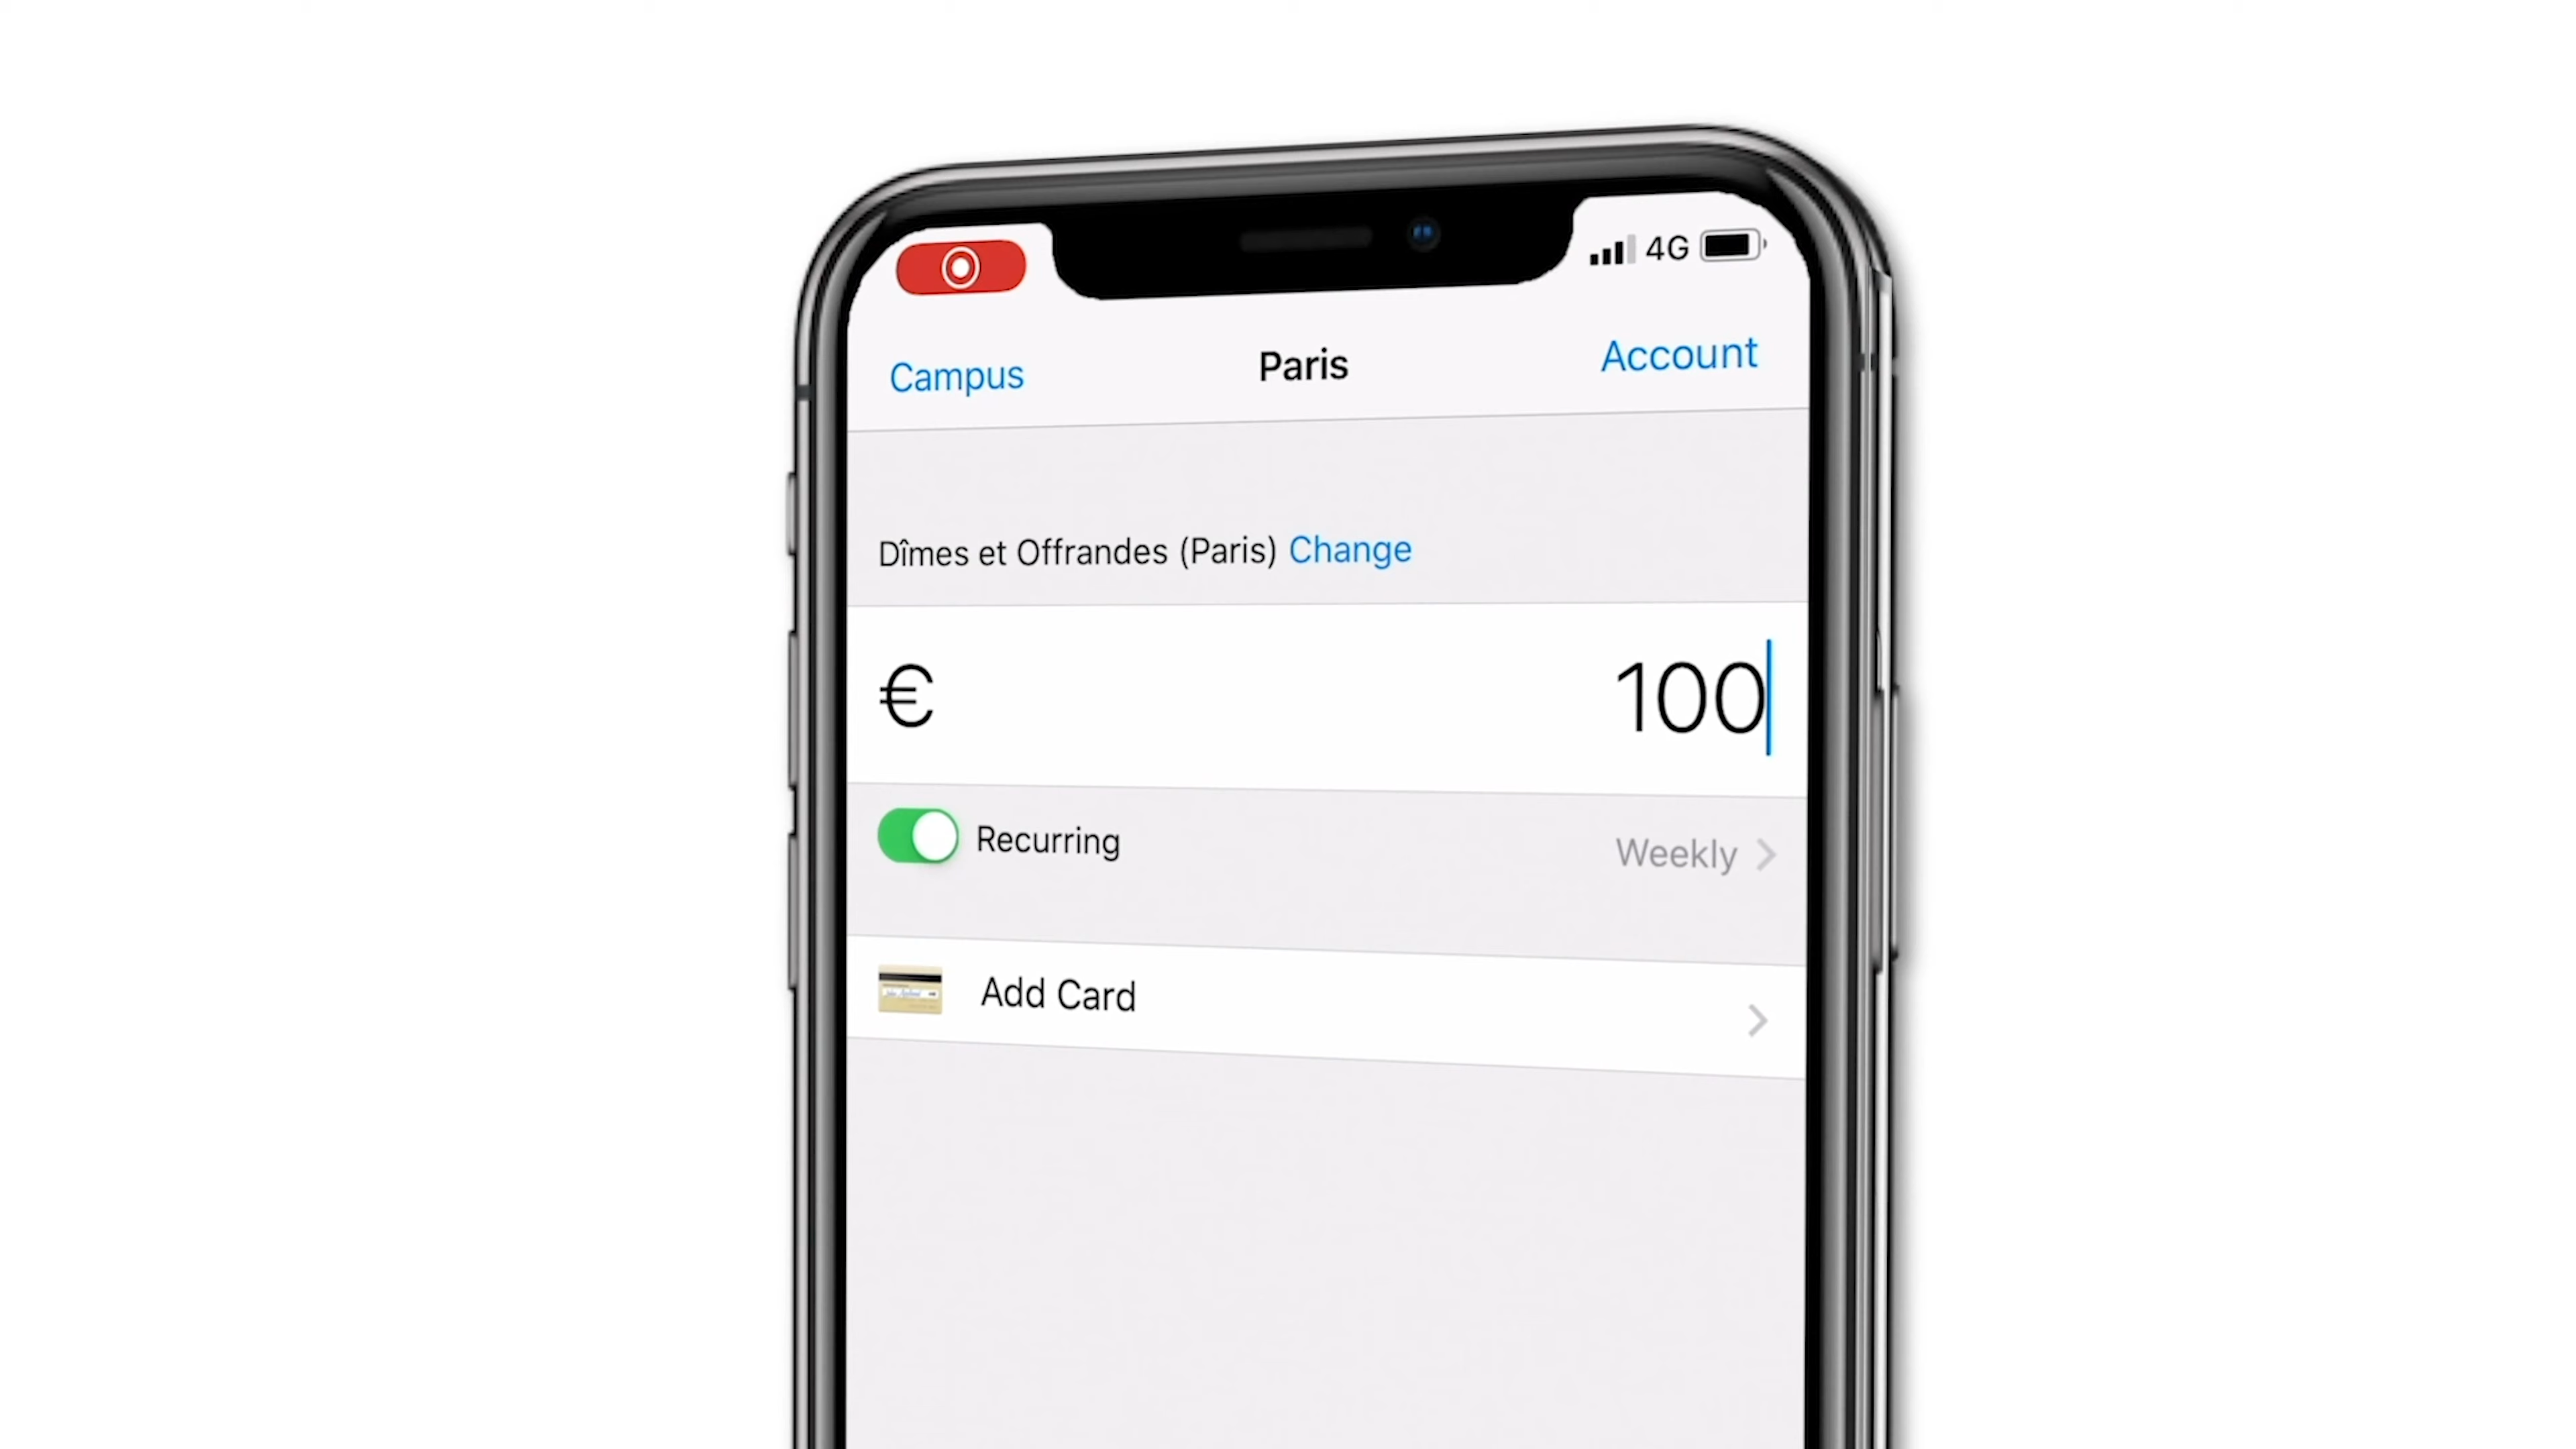 4G
Campus Paris Account
Dîmes et Offrandes (Paris) Change
€ 100
Recurring Weekly
Add Card